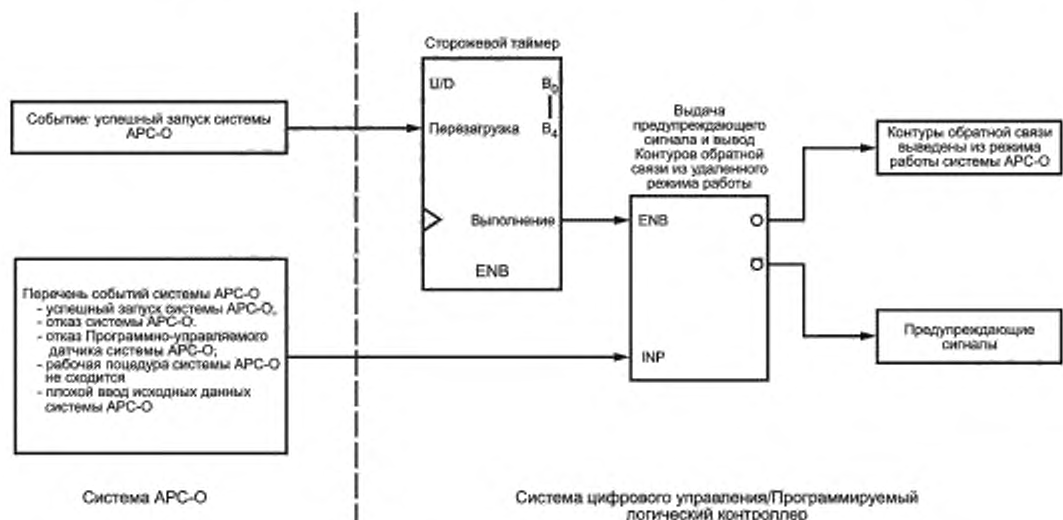 Сторожевой таймер
U/D
B0
Перезагрузка
B4
Выполнение
ENB
Событие: успешный запуск системы
АРС-О
Выдача
предупреждающего
сигнала и вывод
Контуров обратной
связи из удаленного
режима работы
ENB
INP
Контуры обратной связи
выведены из режима
работы системы АРС-О
Перечень событий системы АРС-О
- успешный запуск системы АРС-О,
- отказ системы АРС-О.
- отказ Программно-управляемого
датчика системы АРС-О;
- рабочая поцедура системы АРС-О
не сходится
- плохой ввод исходных данных
системы АРС-О
Предупреждающие
сигналы
Система АРС-О
Система цифрового управления/Программируемый
логический контроллер